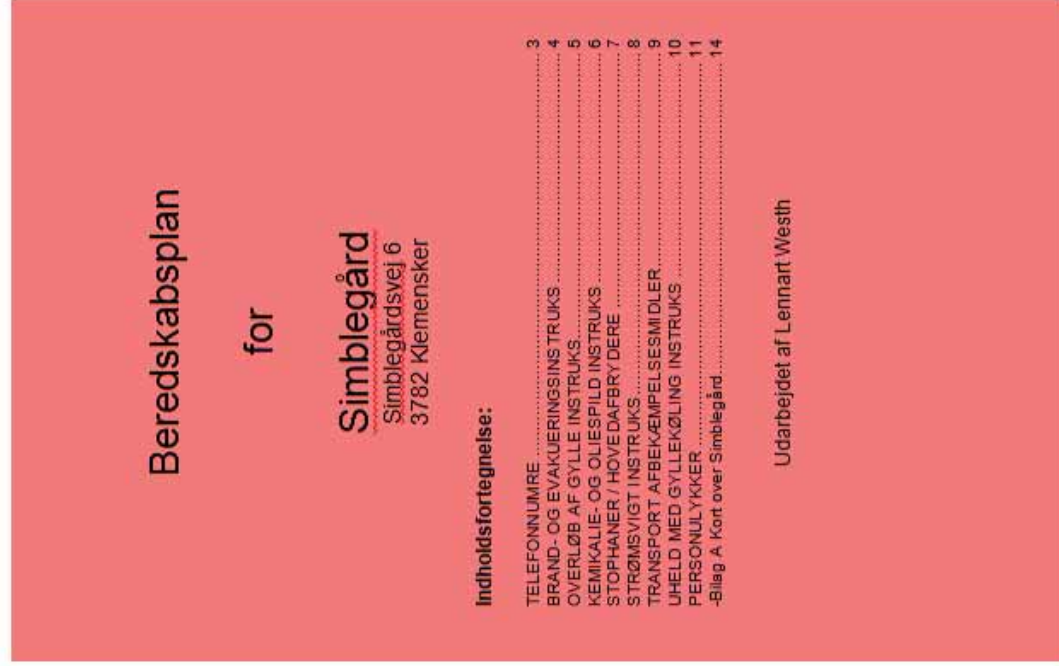 Beredskabsplan
for
Simblegård
Simblegårdsvej 6
3782 Klemensker
Indholdsfortegnelse:
TELEFONNUMRE 3
BRAND- OG EVAKUERINGSINSTRUKS 4
OVERLØB AF GYLLE INSTRUKS 5
KEMIKALIE- OG OLIESPILD INSTRUKS 6
STOPHANER / HOVEDAFBRYDERE 7
STRØMSVIGT INSTRUKS 8
TRANSPORT AFBEKÆMPELSESMIDLER 9
UHELD MED GYLLEKØLING INSTRUKS 10
PERSONULYKKER 11
-Bilag A Kort over Simblegård 14
Udarbejdet af Lennart Westh